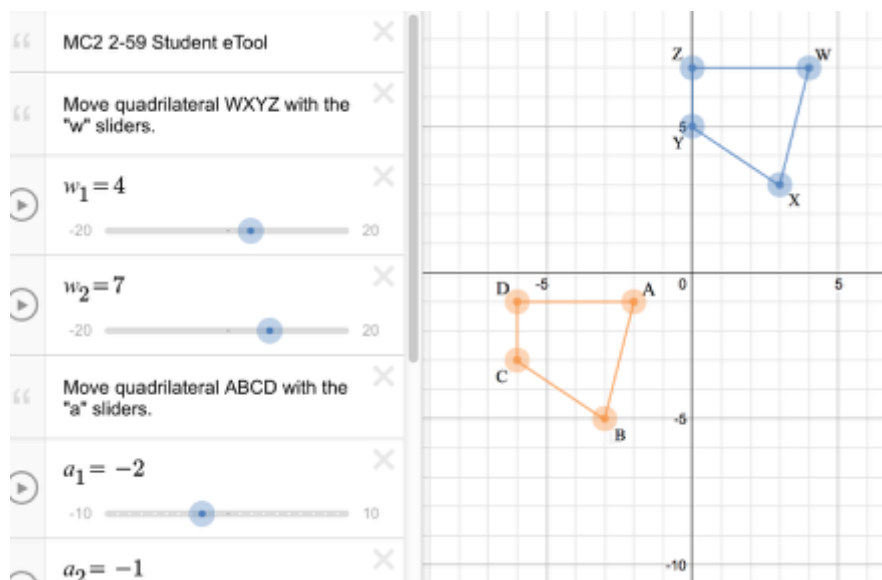 MC2 2-59 Student eTool
Move quadrilateral WXYZ with the
"w" sliders.
w₁=4
-20 20
w₂=7
-20 20
Move quadrilateral ABCD with the
"a" sliders.
a₁= −2
-10 10
a₂= −1
Z W
5
Y
X
D -5 A 0 5
C
-5
B
-10